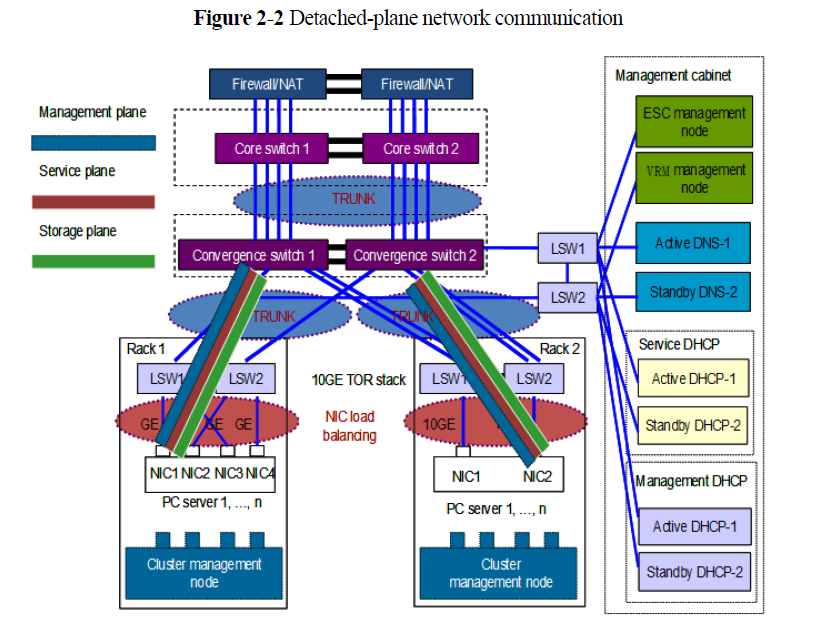 Figure 2-2 Detached-plane network communication
Management plane
Service plane
Storage plane
Firewall/NAT
Firewall/NAT
Core switch 1
Core switch 2
TRUNK
Convergence switch 1
Convergence switch 2
TRUNK
TRUNK
Management cabinet
ESC management
node
VRM management
node
LSW1
LSW2
Active DNS-1
Standby DNS-2
Service DHCP
Active DHCP-1
Standby DHCP-2
Management DHCP
Active DHCP-1
Standby DHCP-2
Rack 1
LSW1
LSW2
GE
GE
GE
NIC1
NIC2
NIC3
NIC4
PC server 1, ..., n
Cluster management
node
10GE TOR stack
NIC load
balancing
Rack 2
LSW1
LSW2
10GE
NIC1
NIC2
PC server 1, ..., n
Cluster
management node